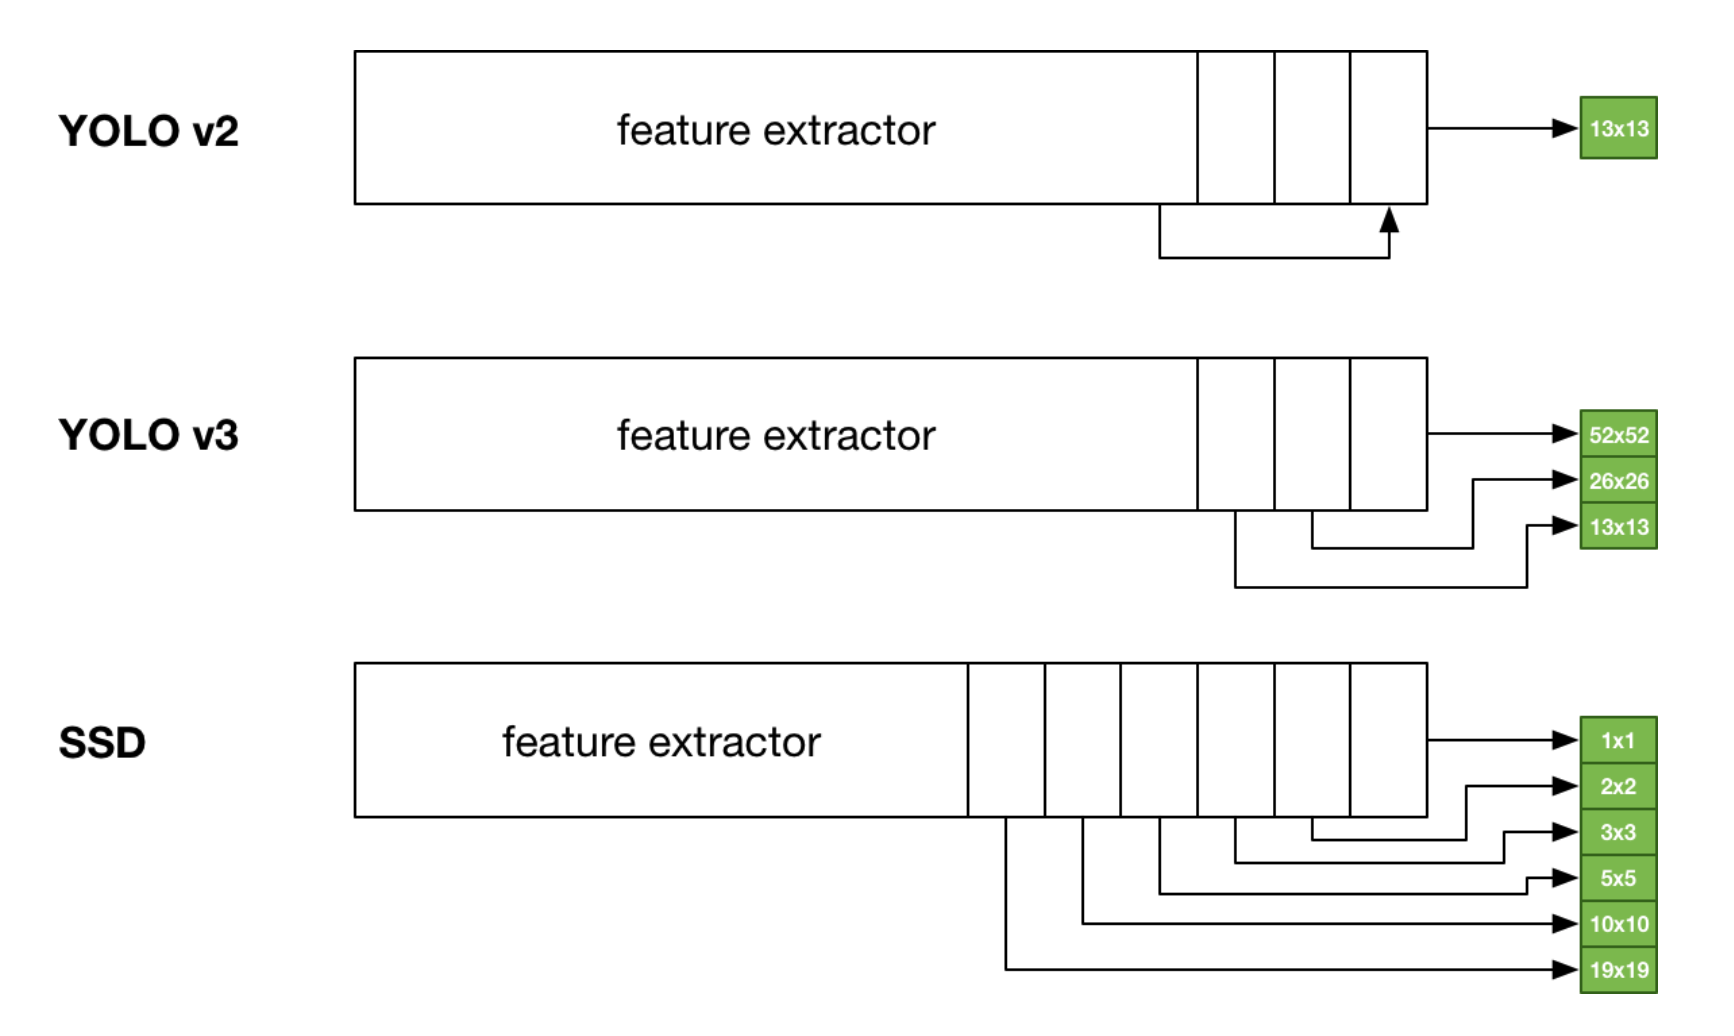 YOLO v2
feature extractor
13x13
YOLO v3
feature extractor
52x52
26x26
13x13
SSD
feature extractor
1x1
2x2
3x3
5x5
10x10
19x19